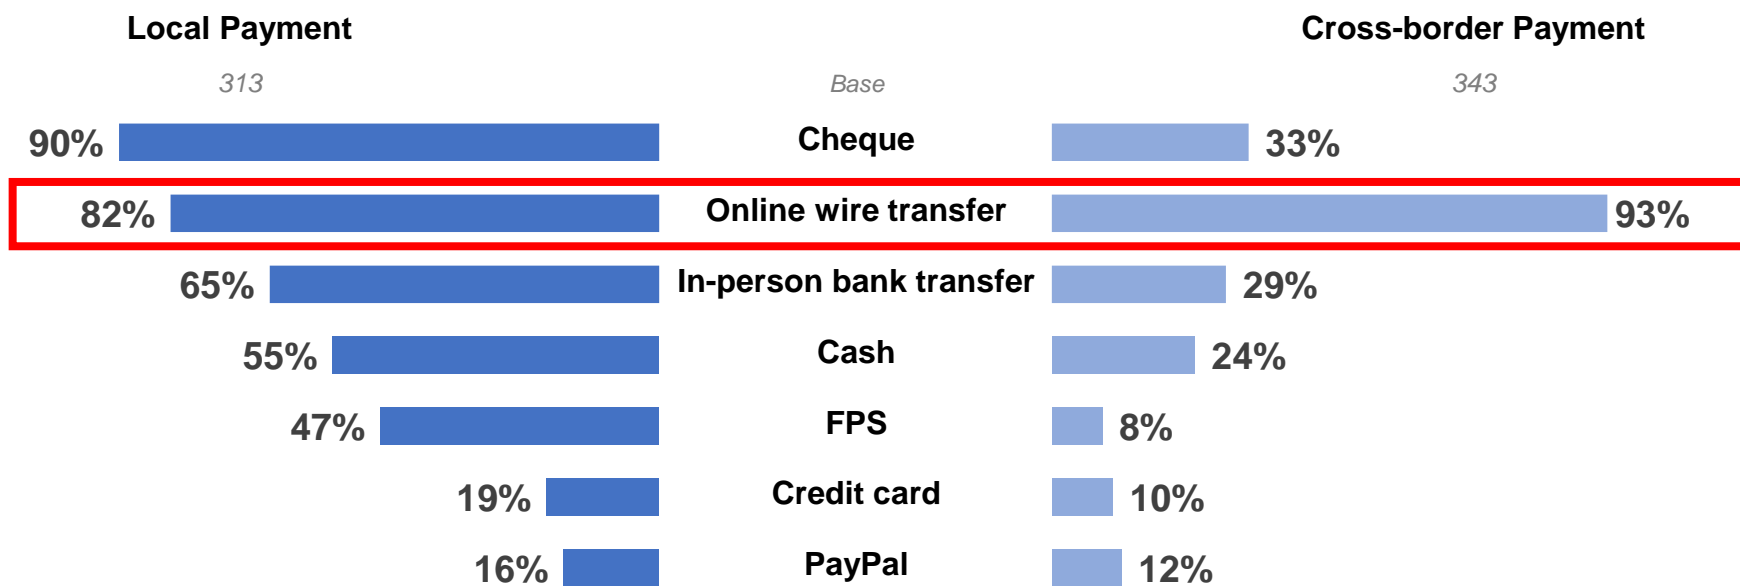 Local Payment Cross-border Payment
313 Base 343
90% Cheque 33%
82% Online wire transfer 93%
65% In-person bank transfer 29%
55% Cash 24%
47% FPS 8%
19% Credit card 10%
16% PayPal 12%